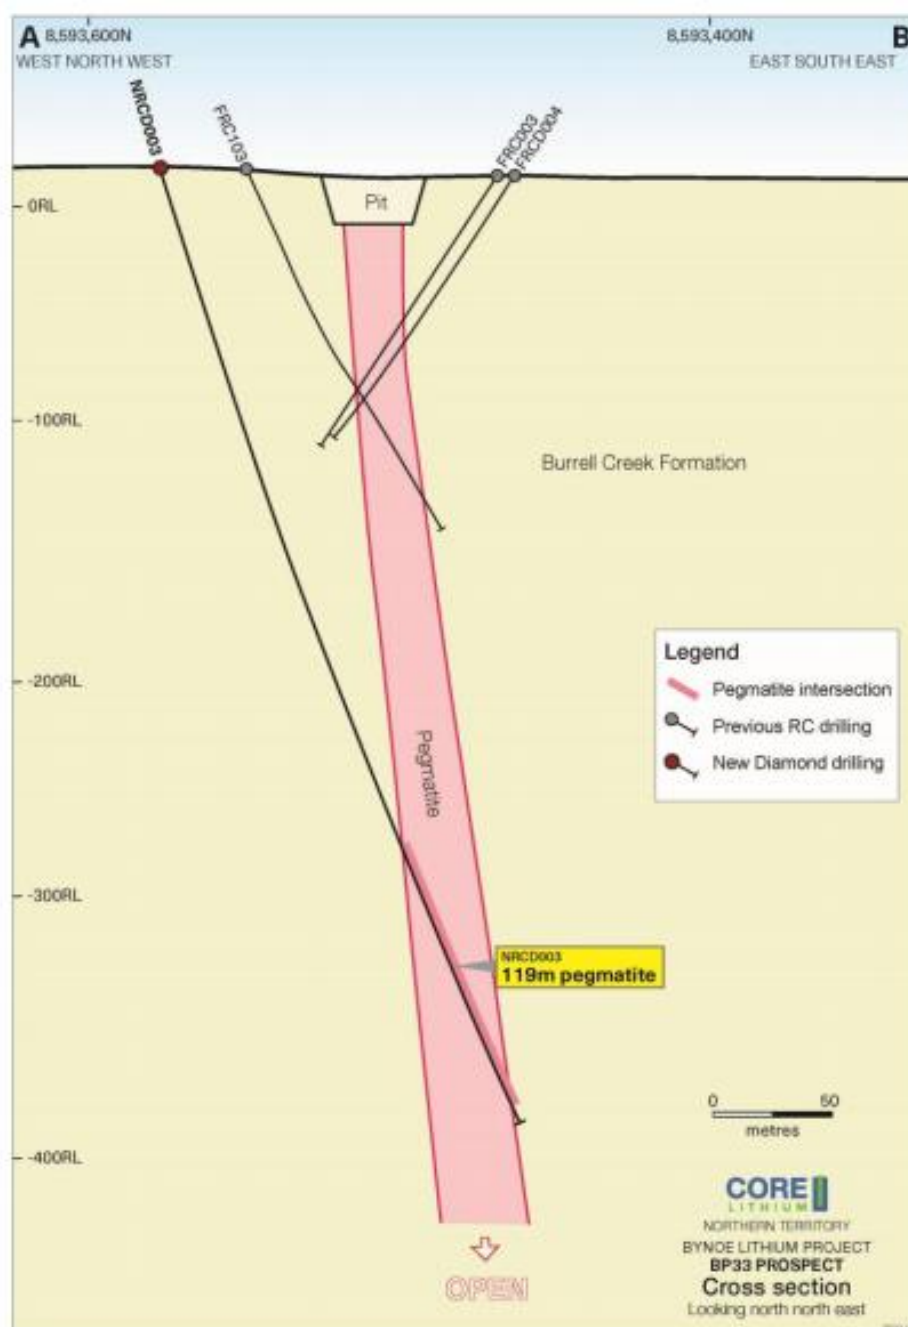 A 8,593,600N 8,593,400N B
WEST NORTH WEST EAST SOUTH EAST
NRCD003
FRC103
FRC003
FRCD004
0RL
Pit
-100RL
Burrell Creek Formation
-200RL
Legend
Pegmatite intersection
Previous RC drilling
New Diamond drilling
Pegmatite
-300RL
NRCD003
119m pegmatite
0 50
metres
-400RL
CORE
LITHIUM
NORTHERN TERRITORY
BYNOE LITHIUM PROJECT
BP33 PROSPECT
Cross section
Looking north north east
OPEN